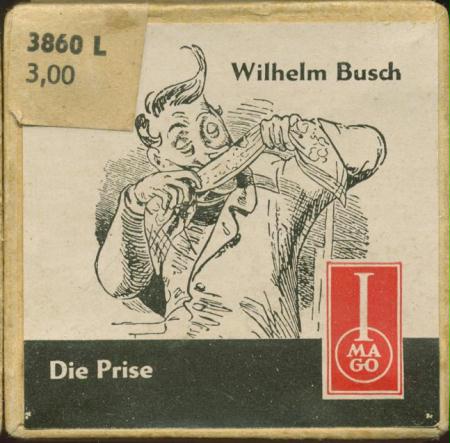 3860 L
3,00
Wilhelm Busch
I
MA
GO
Die Prise